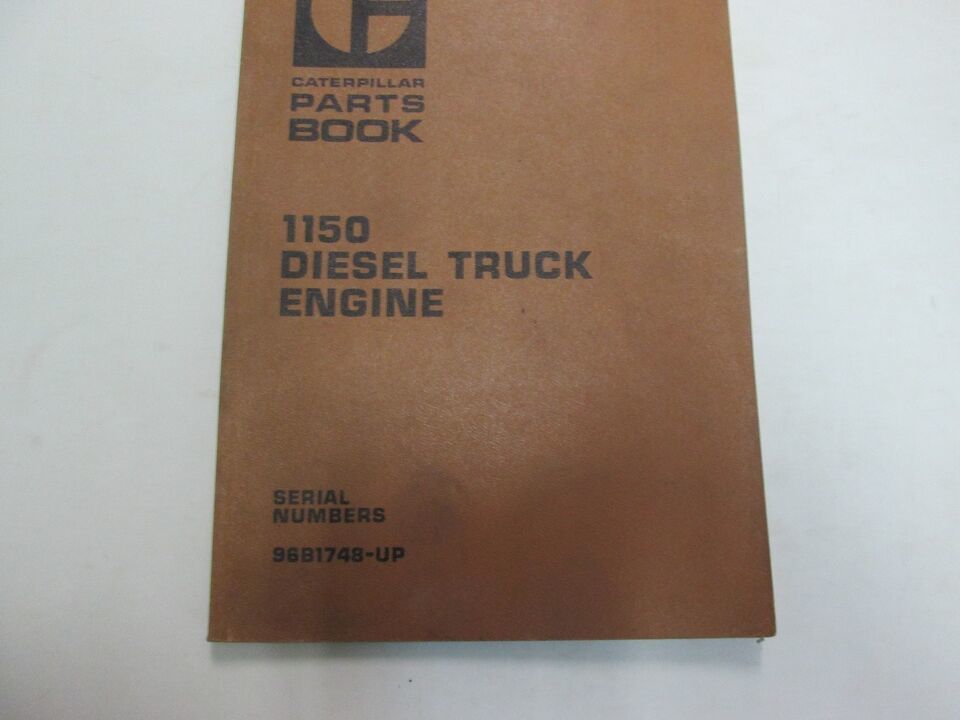 CATERPILLAR
PARTS
BOOK
1150
DIESEL TRUCK
ENGINE
SERIAL
NUMBERS
96B1748-UP